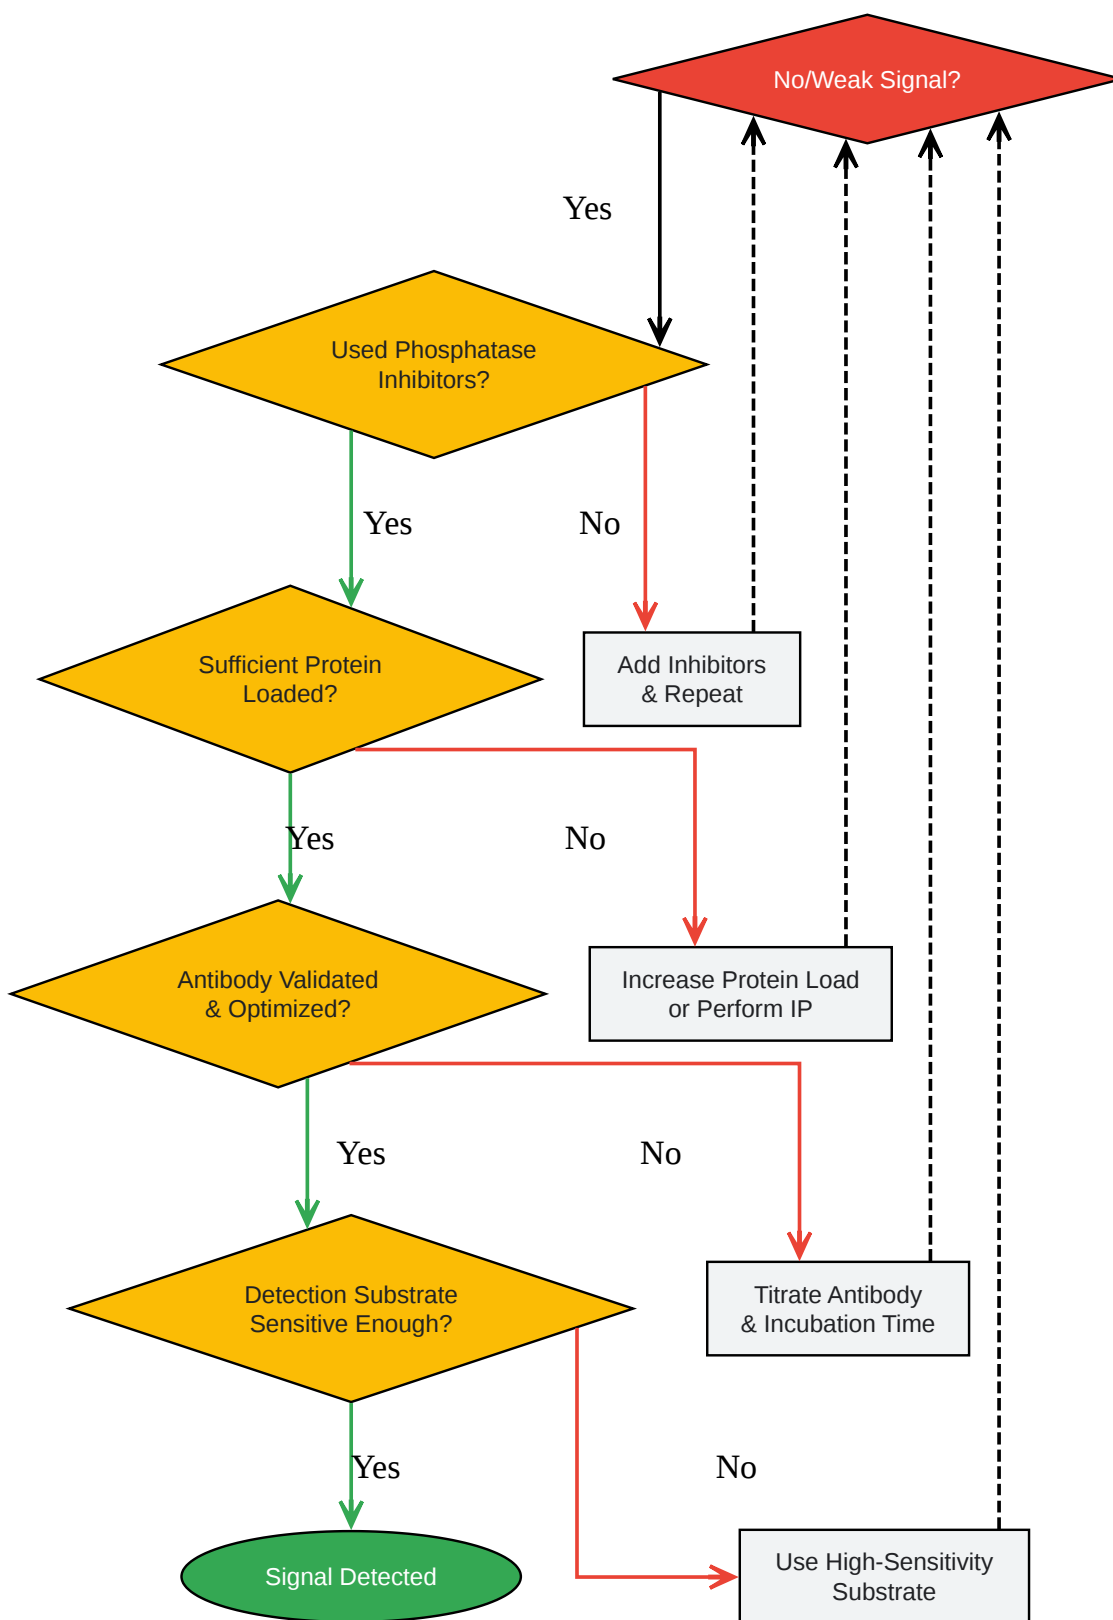 No/Weak Signal?
Yes
Used Phosphatase
Inhibitors?
Yes
No
Sufficient Protein
Loaded?
Add Inhibitors
& Repeat
Yes
No
Antibody Validated
& Optimized?
Increase Protein Load
or Perform IP
Yes
No
Detection Substrate
Sensitive Enough?
Titrate Antibody
& Incubation Time
Yes
No
Signal Detected
Use High-Sensitivity
Substrate